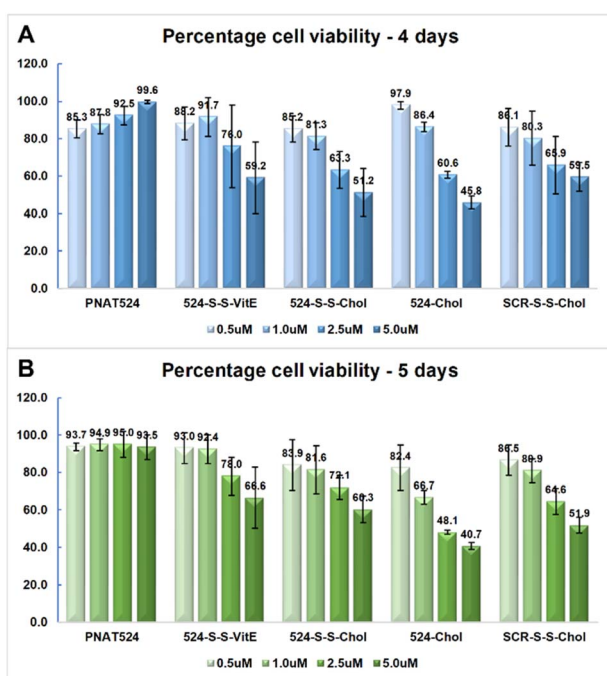 A
Percentage cell viability - 4 days
120.0
100.0
80.0
60.0
40.0
20.0
0.0
85.3 87.8 92.5 99.6
88.2 91.7 76.0 59.2
85.2 81.3 63.3 51.2
97.9 86.4 60.6 45.8
86.1 80.3 65.9 59.5
PNAT524 524-S-S-VitE 524-S-S-Chol 524-Chol SCR-S-S-Chol
0.5uM 1.0uM 2.5uM 5.0uM
B
Percentage cell viability - 5 days
120.0
100.0
80.0
60.0
40.0
20.0
0.0
93.7 94.9 95.0 93.5
93.0 92.4 78.0 66.6
83.9 81.6 72.1 60.3
82.4 66.7 48.1 40.7
86.5 80.9 64.6 51.9
PNAT524 524-S-S-VitE 524-S-S-Chol 524-Chol SCR-S-S-Chol
0.5uM 1.0uM 2.5uM 5.0uM